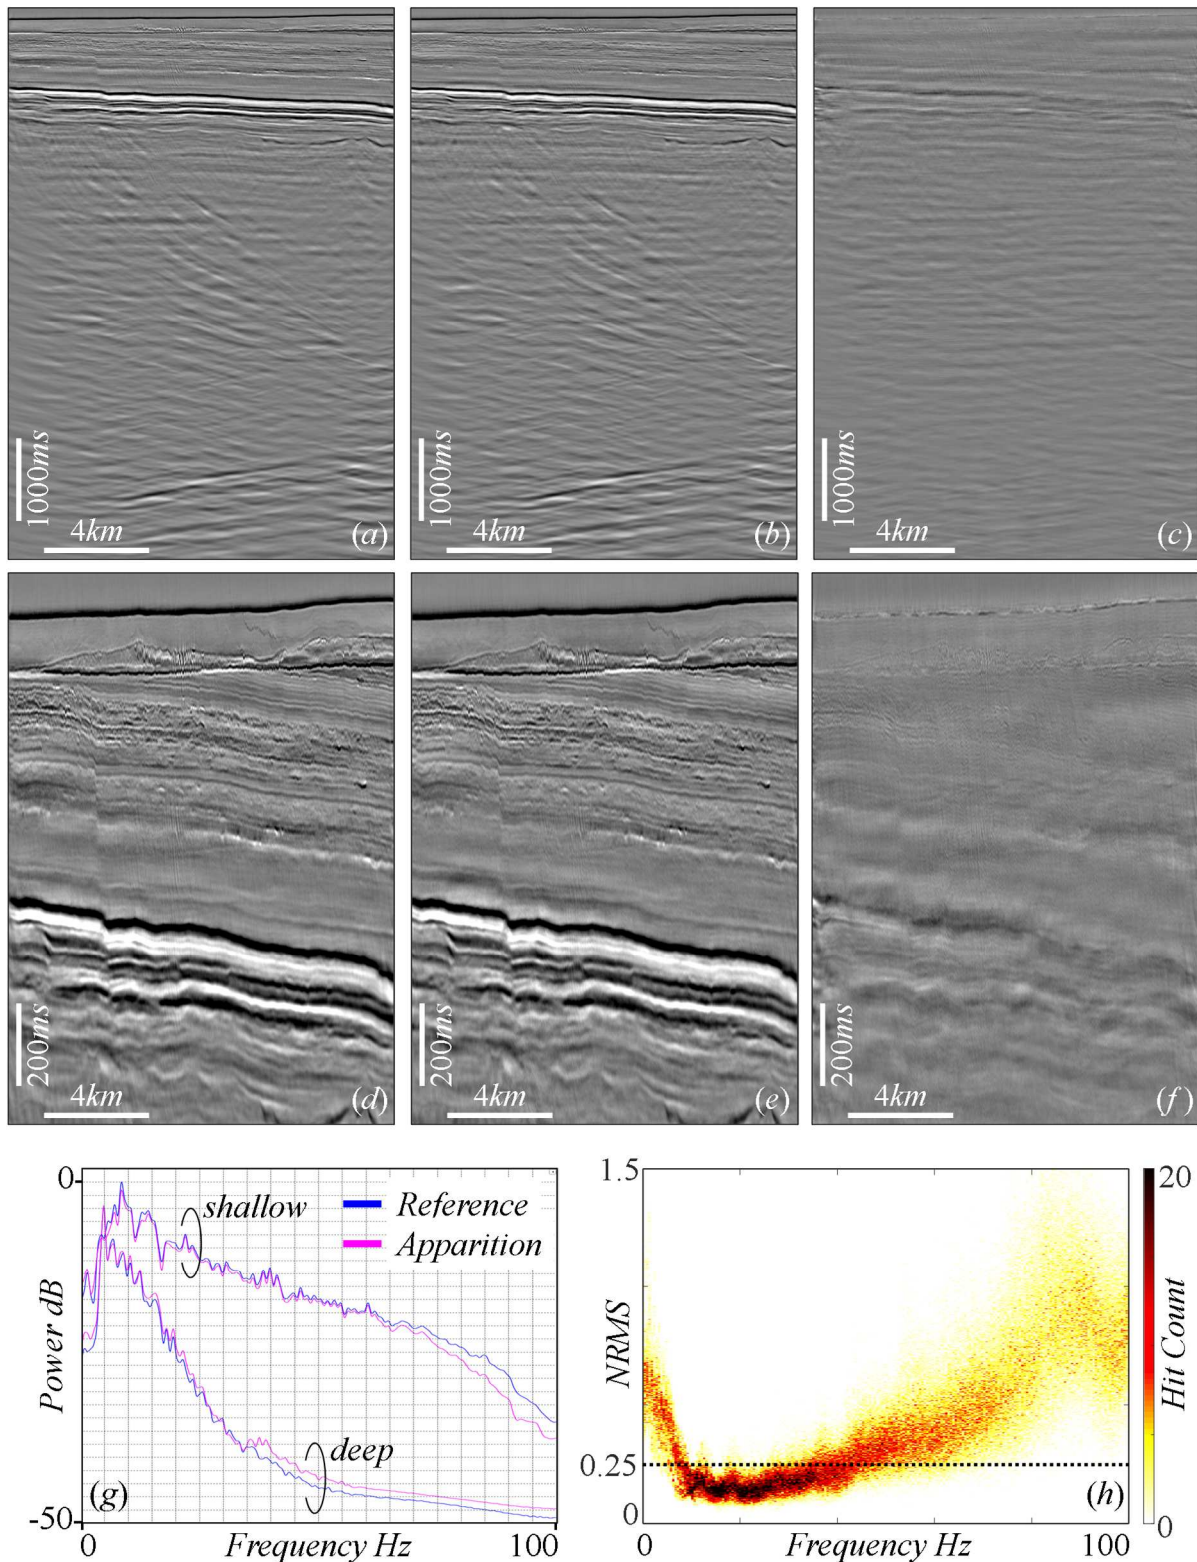 1000ms
4km
(a)
1000ms
4km
(b)
1000ms
4km
(c)
200ms
4km
(d)
200ms
4km
(e)
200ms
4km
(f)
0
shallow
Reference
Apparition
Power dB
deep
(g)
-50
0
Frequency Hz
100
1.5
20
NRMS
Hit Count
0.25
(h)
0
0
0
Frequency Hz
100